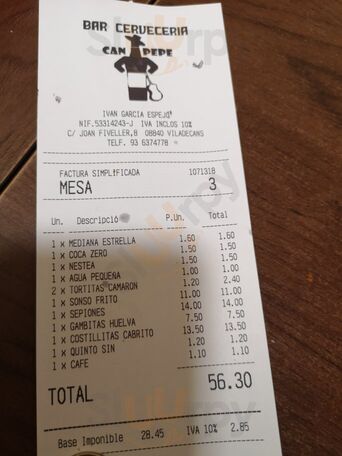 BAR CERVECERIA
CAN PEPE
IVAN GARCIA ESPEJO
NIF.53314243-J IVA INCLOS 10%
C/ JOAN FIVELLER,8 08840 VILADECANS
TELF. 93 6374778
FACTURA SIMPLIFICADA 1071318
MESA 3
Un. Descripció P.Un. Total
1 x MEDIANA ESTRELLA 1.60 1.60
1 x COCA ZERO 1.50 1.50
1 x NESTEA 1.50 1.50
1 x AGUA PEQUENA 1.00 1.00
2 x TORTITAS CAMARON 1.20 2.40
1 x SONSO FRITO 11.00 11.00
1 x SEPIONES 14.00 14.00
1 x GAMBITAS HUELVA 7.50 7.50
1 x COSTILLITAS CABRITO 13.50 13.50
1 x QUINTO SIN 1.20 1.20
1 x CAFE 1.10 1.10
TOTAL 56.30
Base Imponible 28.45 IVA 10% 2.85